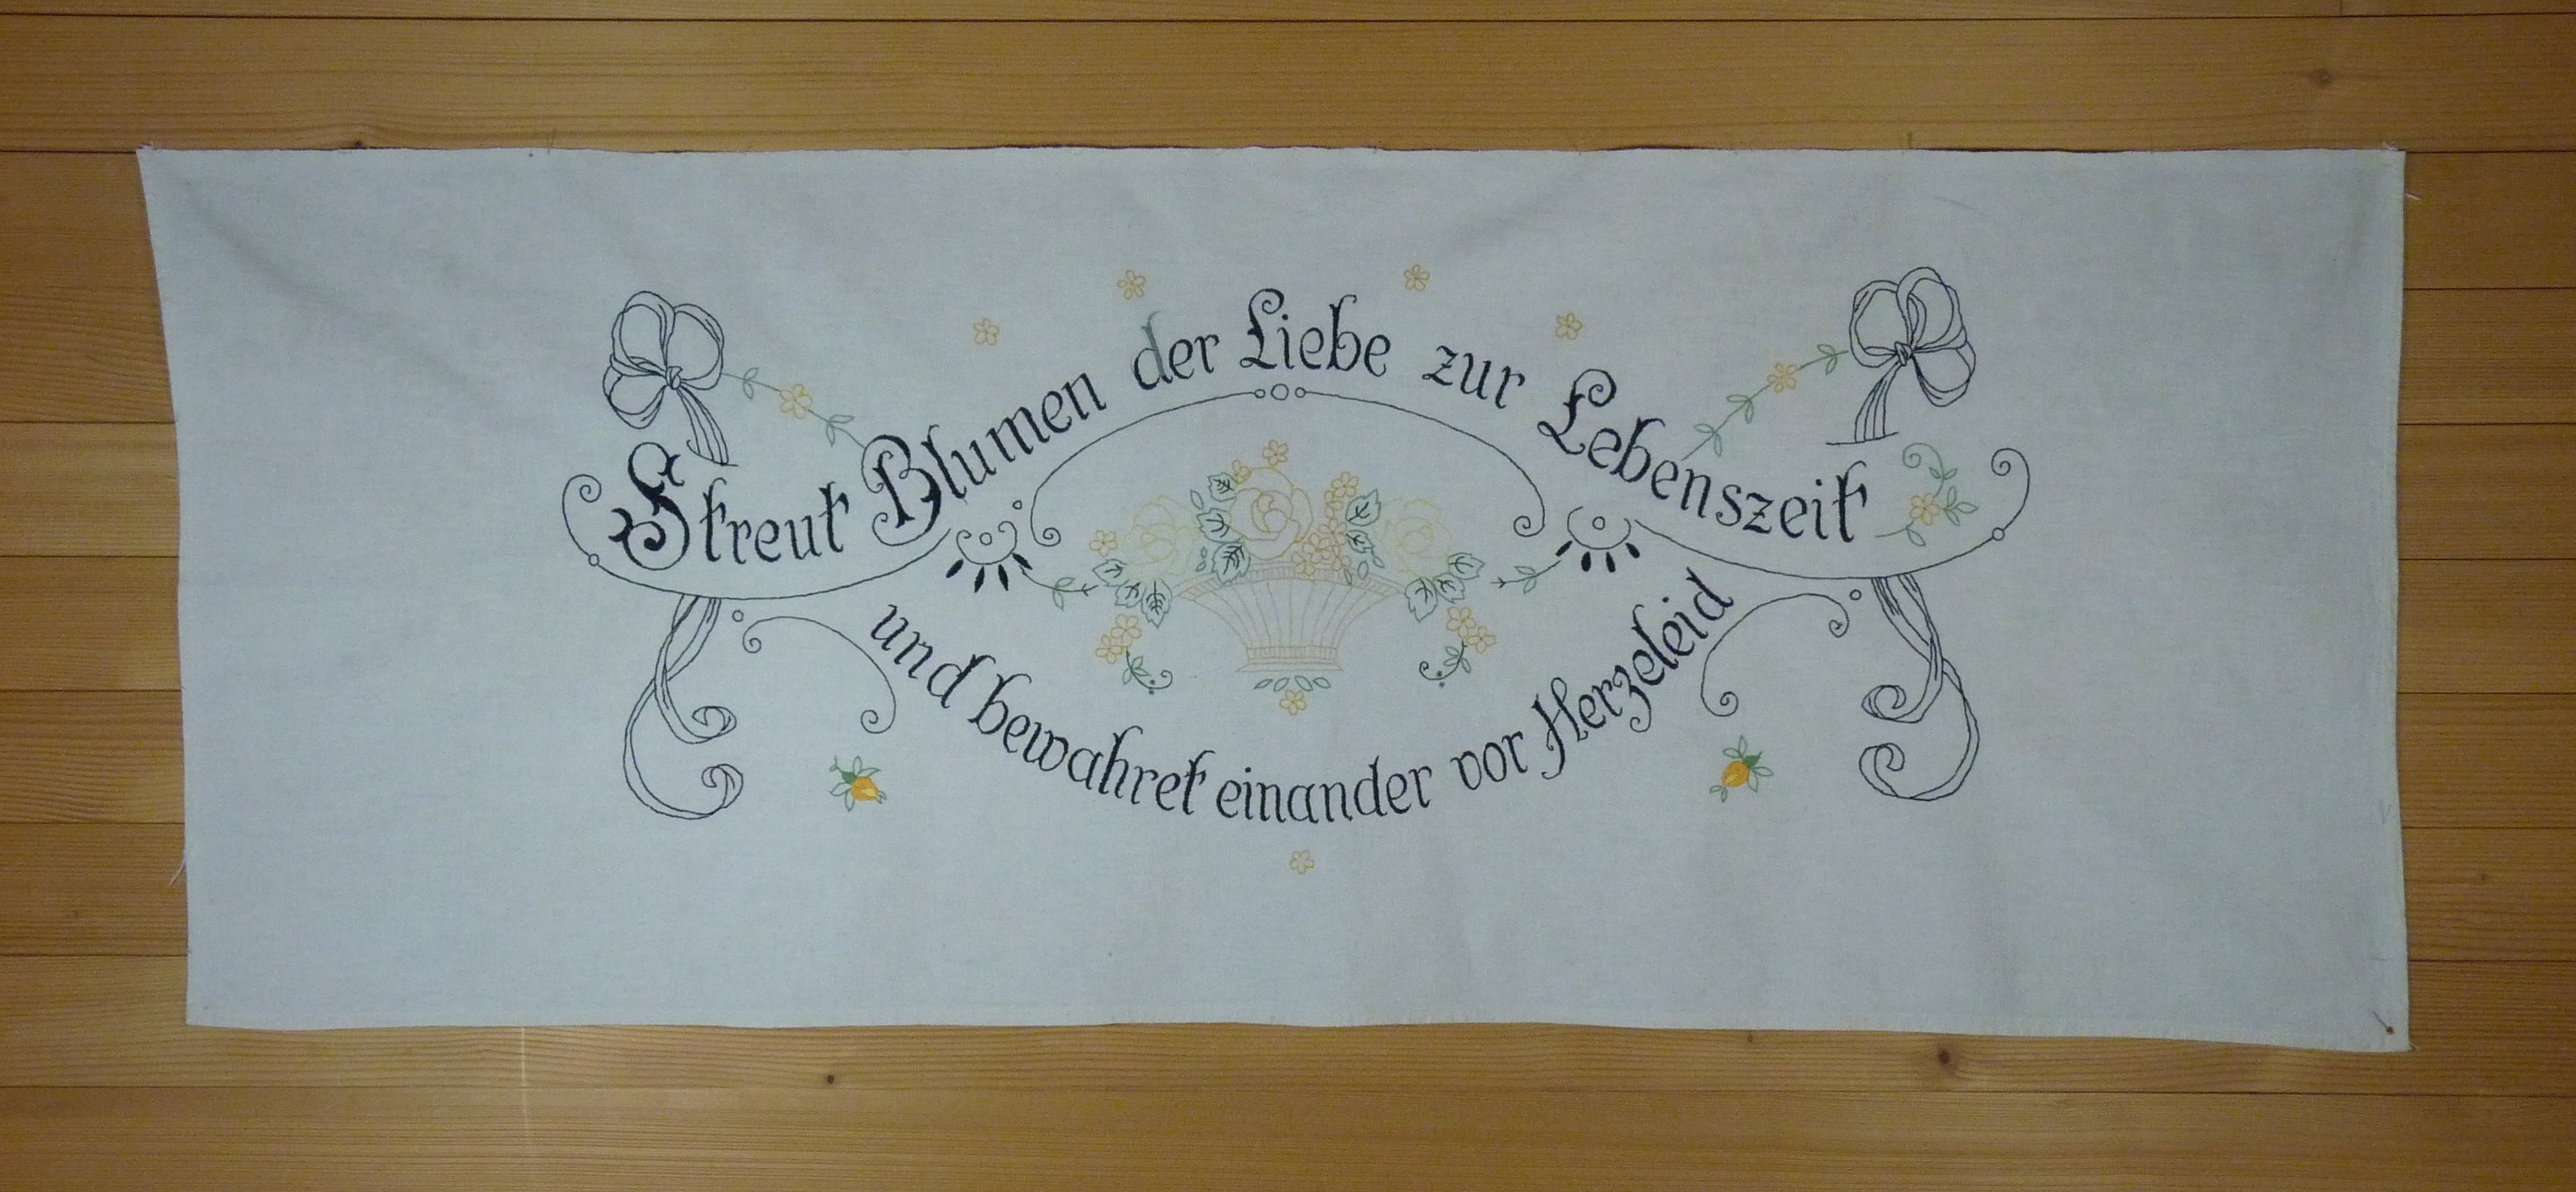 Streut Blumen der Liebe zur Lebenszeit
und bewahret einander vor Herzeleid